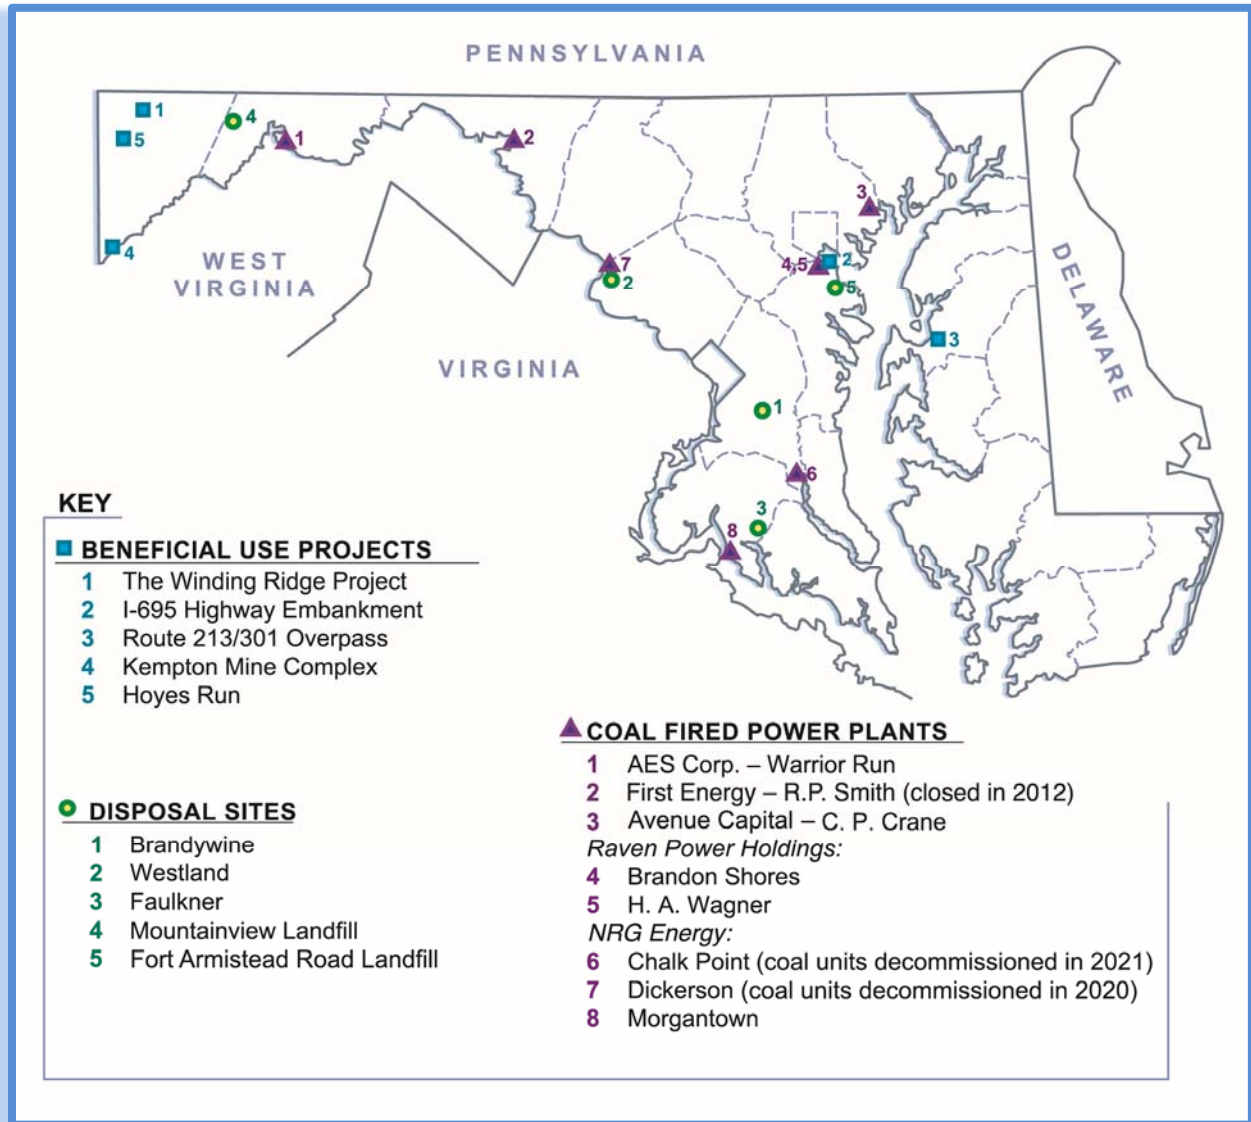 PENNSYLVANIA
1
5
4
1
2
3
4
WEST
VIRGINIA
7
2
4,5
2
5
3
DELAWARE
VIRGINIA
1
6
3
8
KEY
BENEFICIAL USE PROJECTS
1 The Winding Ridge Project
2 I-695 Highway Embankment
3 Route 213/301 Overpass
4 Kempton Mine Complex
5 Hoyes Run
DISPOSAL SITES
1 Brandywine
2 Westland
3 Faulkner
4 Mountainview Landfill
5 Fort Armistead Road Landfill
COAL FIRED POWER PLANTS
1 AES Corp. – Warrior Run
2 First Energy – R.P. Smith (closed in 2012)
3 Avenue Capital – C. P. Crane
Raven Power Holdings:
4 Brandon Shores
5 H. A. Wagner
NRG Energy:
6 Chalk Point (coal units decommissioned in 2021)
7 Dickerson (coal units decommissioned in 2020)
8 Morgantown